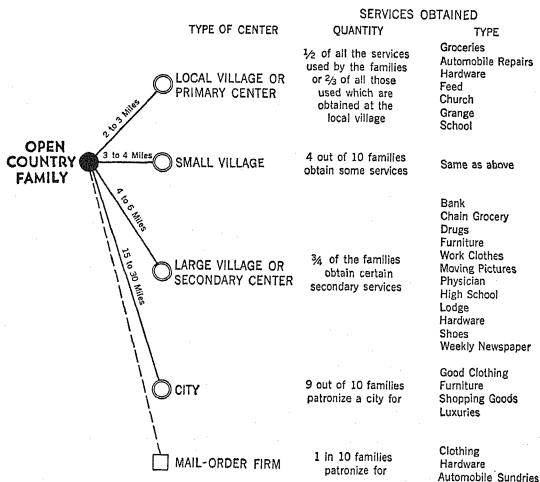 SERVICES OBTAINED
TYPE OF CENTER
QUANTITY
TYPE
OPEN
COUNTRY
FAMILY
2 to 3 Miles
LOCAL VILLAGE OR
PRIMARY CENTER
½ of all the services
used by the families
or ⅔ of all those
used which are
obtained at the
local village
Groceries
Automobile Repairs
Hardware
Feed
Church
Grange
School
3 to 4 Miles
SMALL VILLAGE
4 out of 10 families
obtain some services
Same as above
4 to 6 Miles
LARGE VILLAGE OR
SECONDARY CENTER
¾ of the families
obtain certain
secondary services
Bank
Chain Grocery
Drugs
Furniture
Work Clothes
Moving Pictures
Physician
High School
Lodge
Hardware
Shoes
Weekly Newspaper
15 to 30 Miles
CITY
9 out of 10 families
patronize a city for
Good Clothing
Furniture
Shopping Goods
Luxuries
MAIL-ORDER FIRM
1 in 10 families
patronize for
Clothing
Hardware
Automobile Sundries